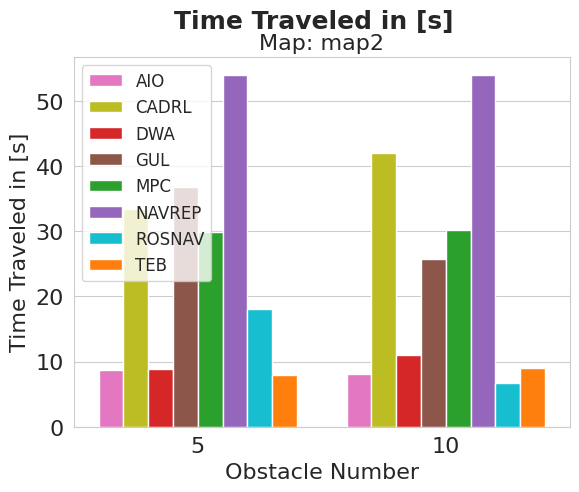 Time Traveled in [s]
Map: map2
Time Traveled in [s]
50
40
30
20
10
0
AIO
CADRL
DWA
GUL
MPC
NAVREP
ROSNAV
TEB
5
10
Obstacle Number